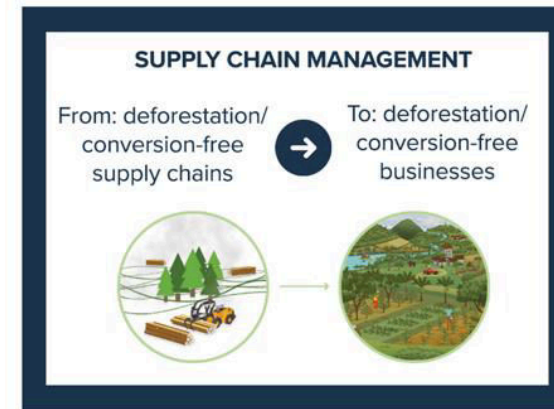 SUPPLY CHAIN MANAGEMENT
From: deforestation/
conversion-free
supply chains
To: deforestation/
conversion-free
businesses